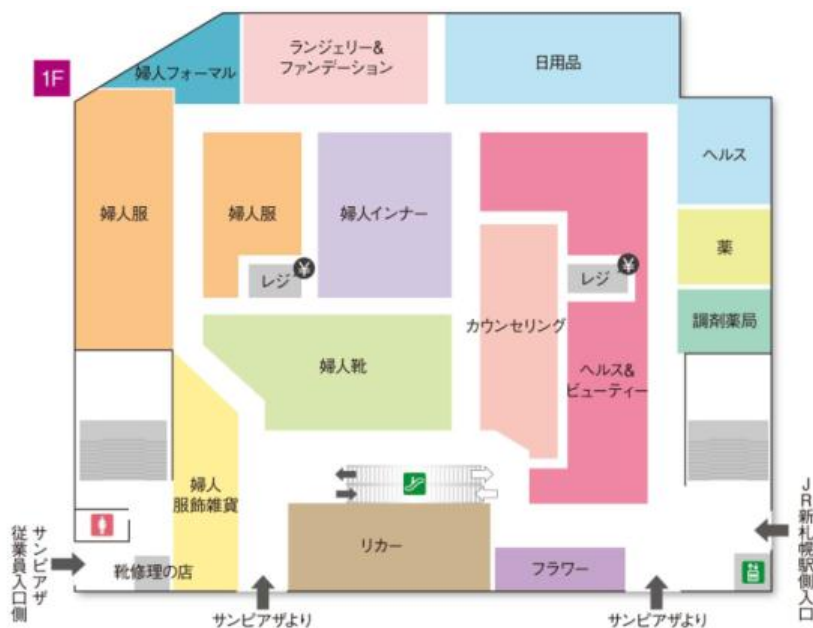 1F
婦人フォーマル
ランジェリー&
ファンデーション
日用品
ヘルス
婦人服
婦人服
婦人インナー
薬
レジ
¥
レジ
¥
カウンセリング
調剤薬局
婦人靴
ヘルス&
ビューティー
婦人
服飾雑貨
リカー
フラワー
靴修理の店
サンピアザ
従業員入口側
JR新札幌駅側入口
サンピアザより
サンピアザより